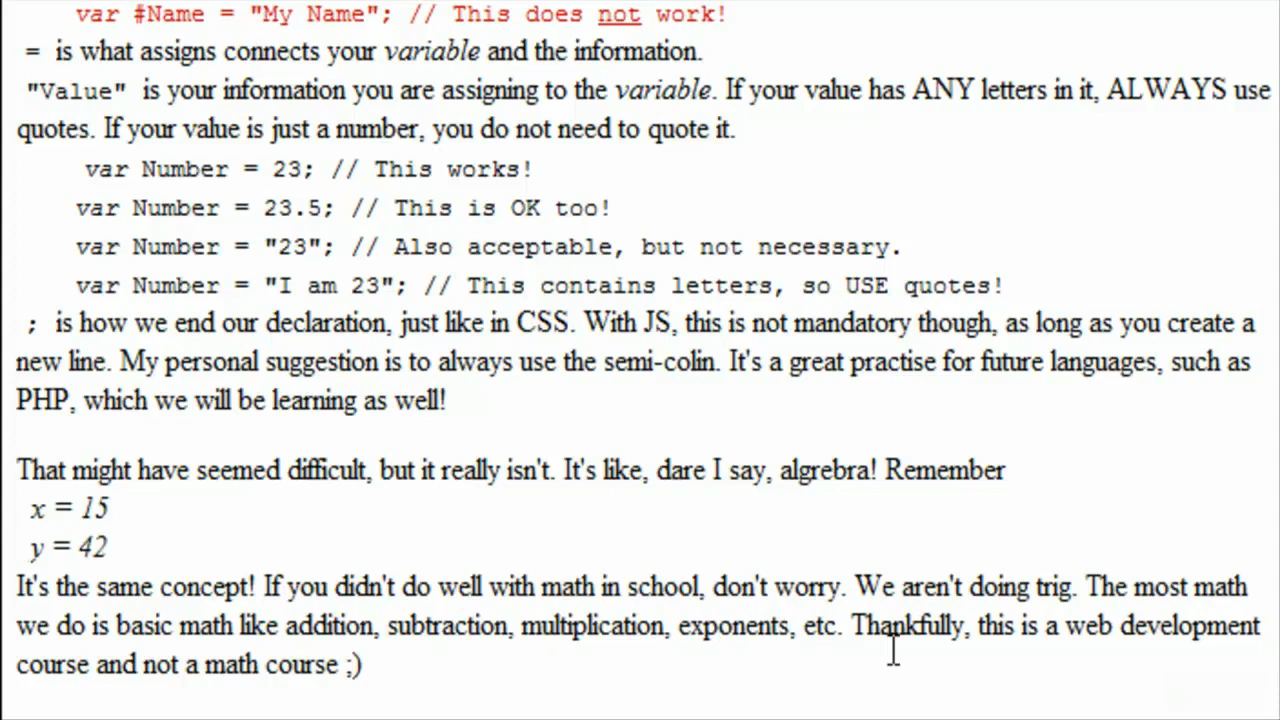 var #Name = "My Name"; // This does not work!
= is what assigns connects your variable and the information.
"Value" is your information you are assigning to the variable. If your value has ANY letters in it, ALWAYS use
quotes. If your value is just a number, you do not need to quote it.
var Number = 23; // This works!
var Number = 23.5; // This is OK too!
var Number = "23"; // Also acceptable, but not necessary.
var Number = "I am 23"; // This contains letters, so USE quotes!
; is how we end our declaration, just like in CSS. With JS, this is not mandatory though, as long as you create a
new line. My personal suggestion is to always use the semi-colin. It's a great practise for future languages, such as
PHP, which we will be learning as well!
That might have seemed difficult, but it really isn't. It's like, dare I say, algrebra! Remember
x = 15
y = 42
It's the same concept! If you didn't do well with math in school, don't worry. We aren't doing trig. The most math
we do is basic math like addition, subtraction, multiplication, exponents, etc. Thankfully, this is a web development
course and not a math course ;)